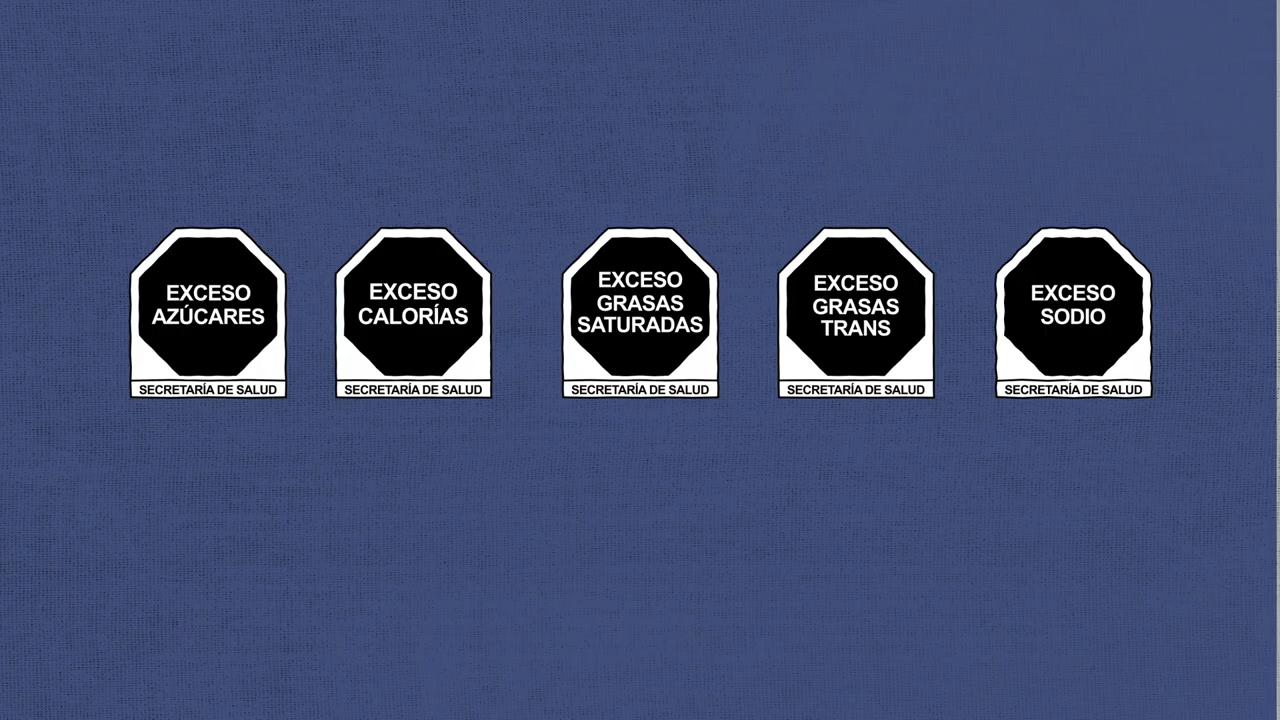 EXCESO
AZÚCARES
SECRETARÍA DE SALUD
EXCESO
CALORÍAS
SECRETARÍA DE SALUD
EXCESO
GRASAS
SATURADAS
SECRETARÍA DE SALUD
EXCESO
GRASAS
TRANS
SECRETARÍA DE SALUD
EXCESO
SODIO
SECRETARÍA DE SALUD